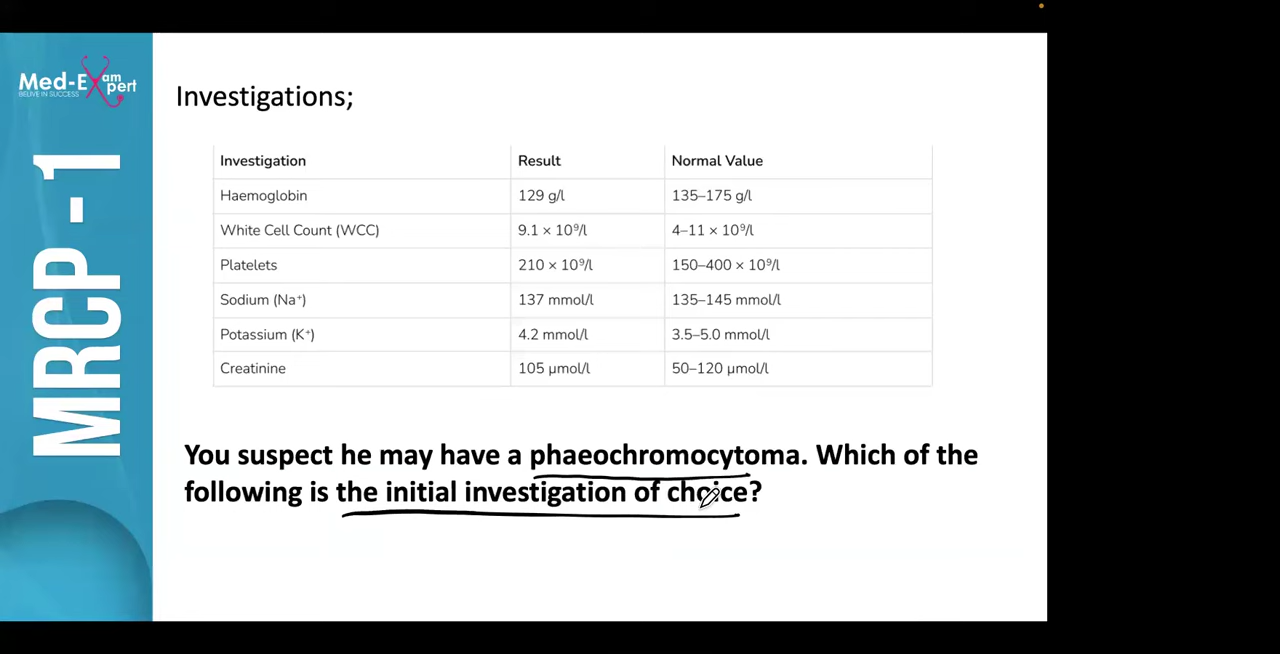 Med-Exam
pert
BELIVE IN SUCCESS
MRCP - 1
Investigations;
Investigation Result Normal Value
Haemoglobin 129 g/l 135–175 g/l
White Cell Count (WCC) 9.1 × 10⁹/l 4–11 × 10⁹/l
Platelets 210 × 10⁹/l 150–400 × 10⁹/l
Sodium (Na⁺) 137 mmol/l 135–145 mmol/l
Potassium (K⁺) 4.2 mmol/l 3.5–5.0 mmol/l
Creatinine 105 µmol/l 50–120 µmol/l
You suspect he may have a phaeochromocytoma. Which of the
following is the initial investigation of choice?